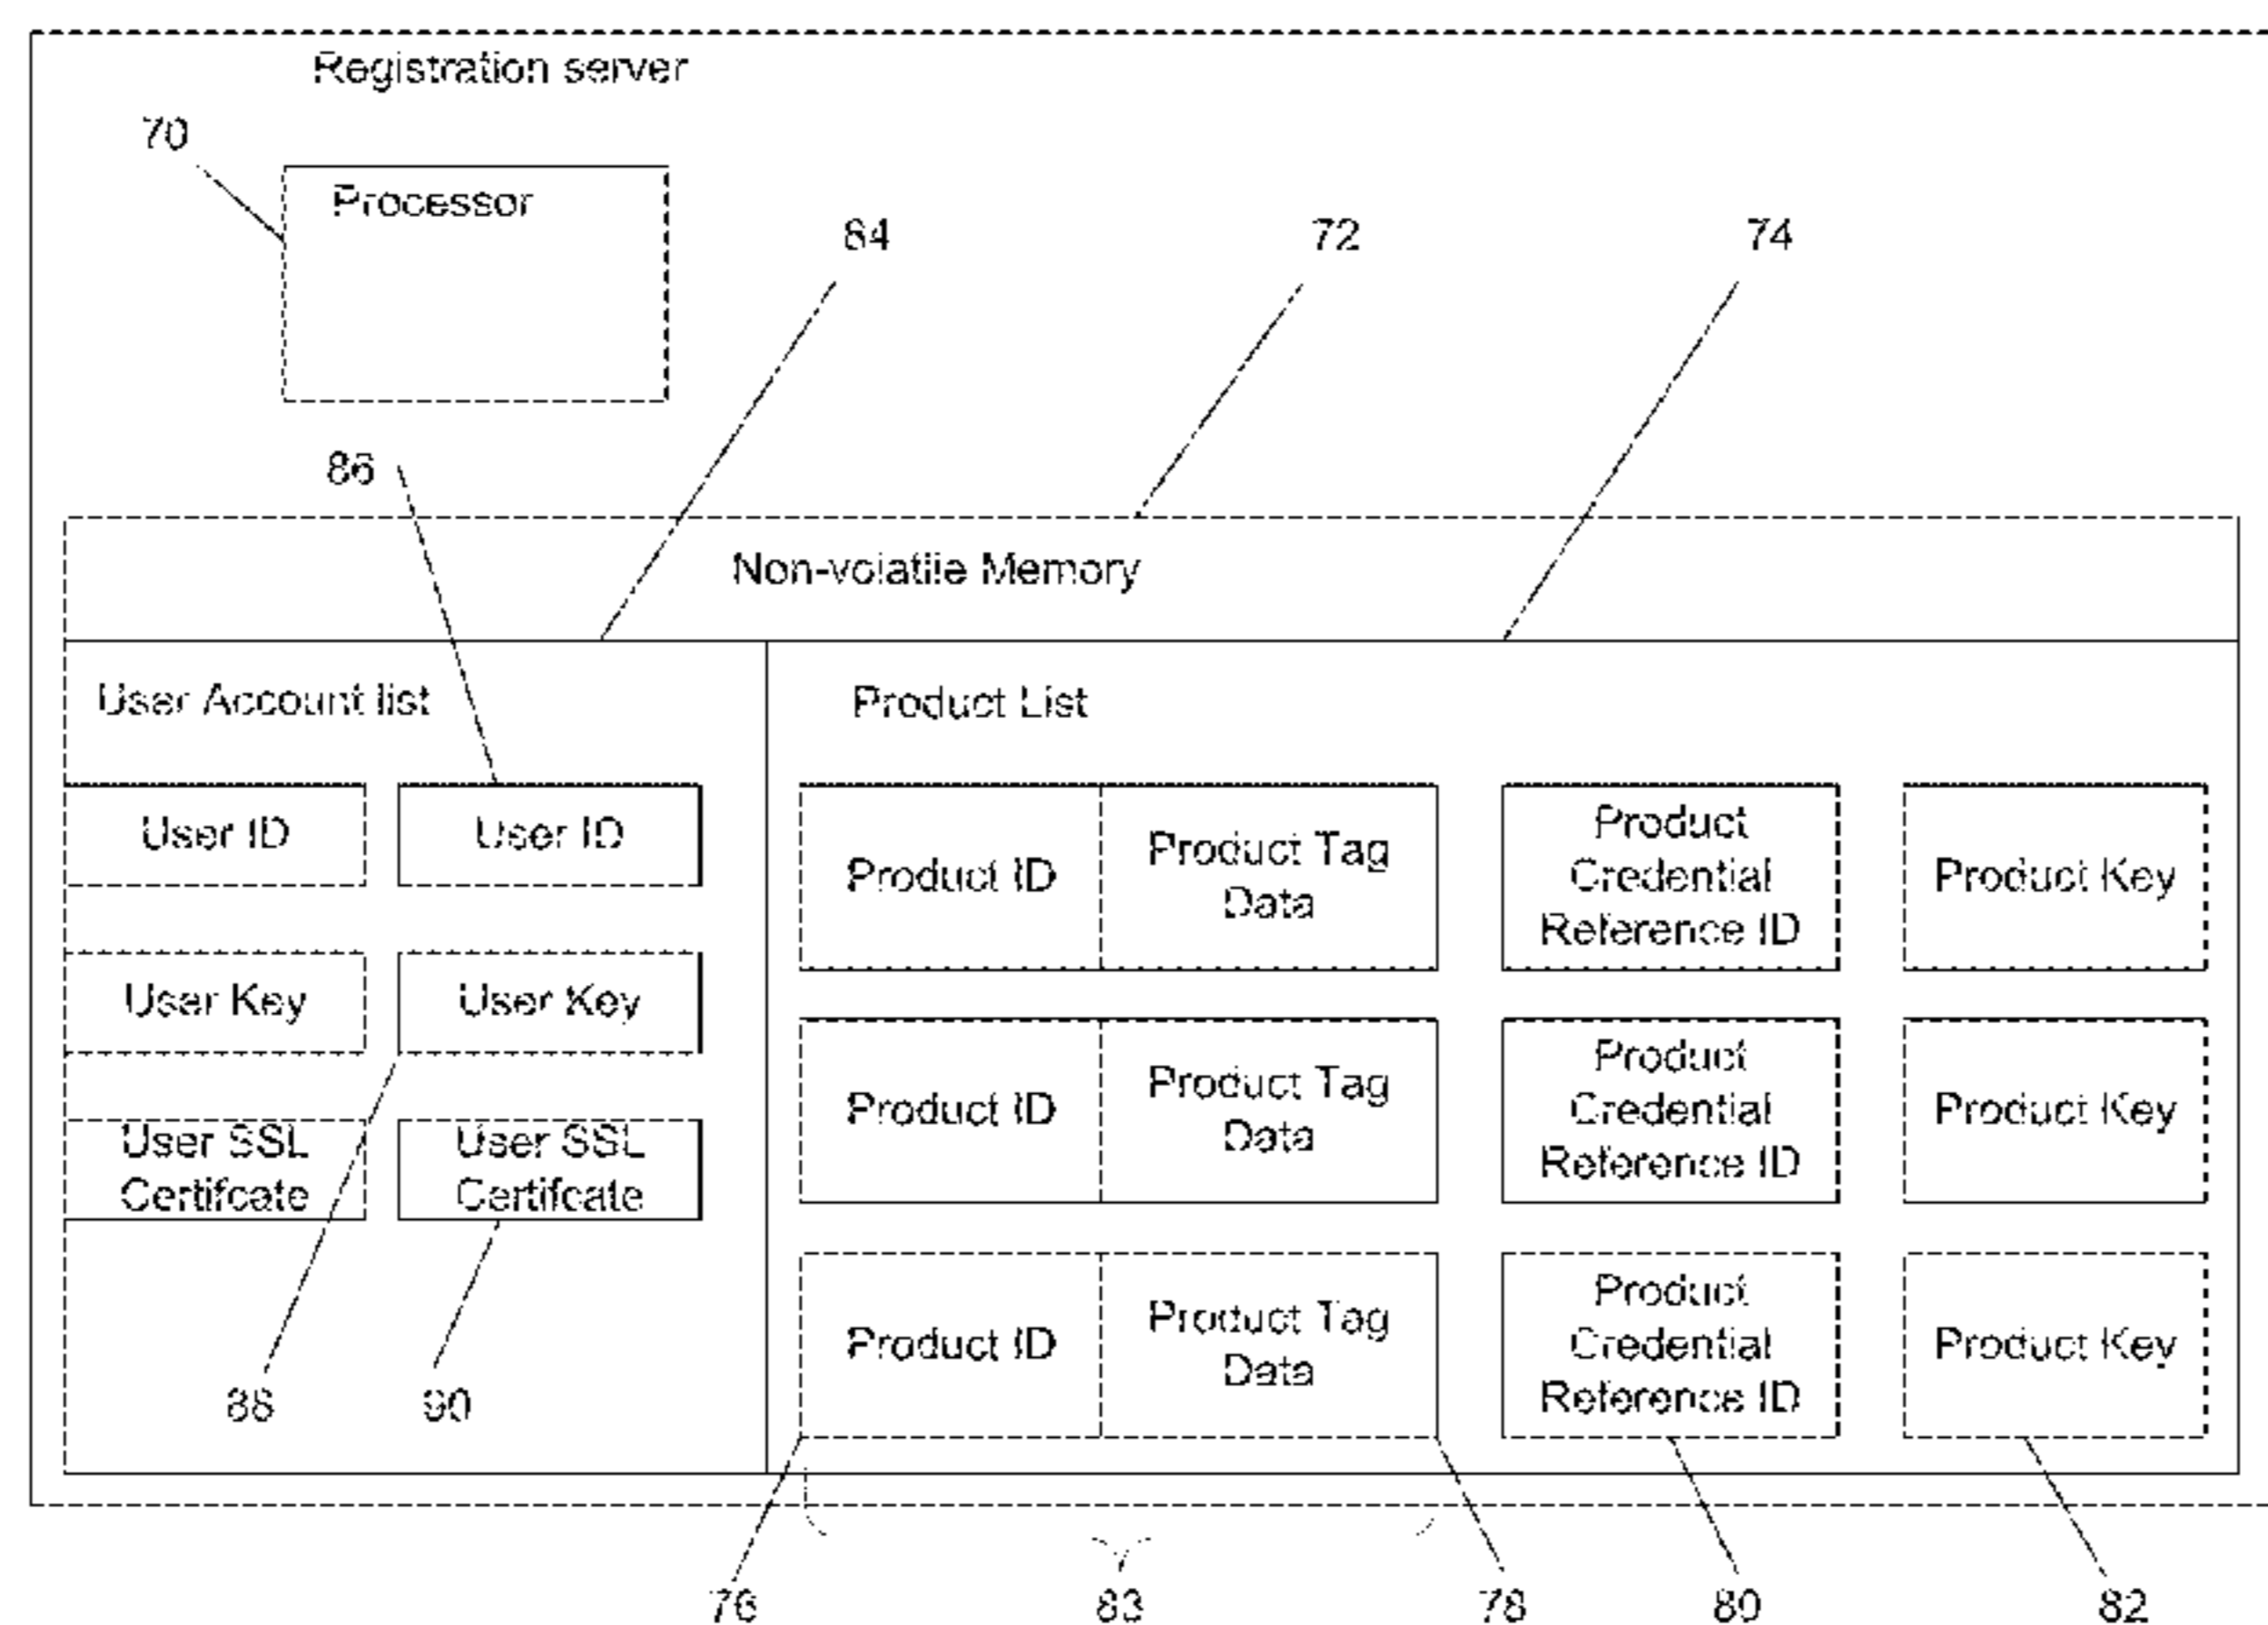 Registration server
70
Processor
84
72
74
86
Non-volatile Memory
User Account list
Product List
User ID
User ID
Product ID
Product Tag
Data
Product
Credential
Reference ID
Product Key
User Key
User Key
Product ID
Product Tag
Data
Product
Credential
Reference ID
Product Key
User SSL
Certifcate
User SSL
Certifcate
Product ID
Product Tag
Data
Product
Credential
Reference ID
Product Key
88
90
76
83
78
80
82